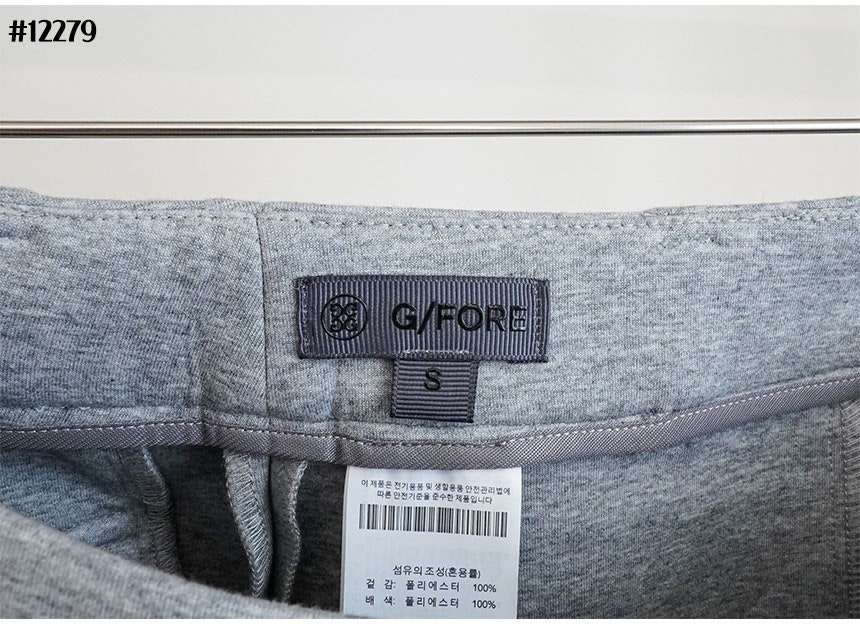 #12279
G/FORE
S
이 제품은 전기용품 및 생활용품 안전관리법에
따른 안전기준을 준수한 제품입니다
섬유의 조성(혼용률)
겉 감: 폴리에스터 100%
배 색: 폴리에스터 100%